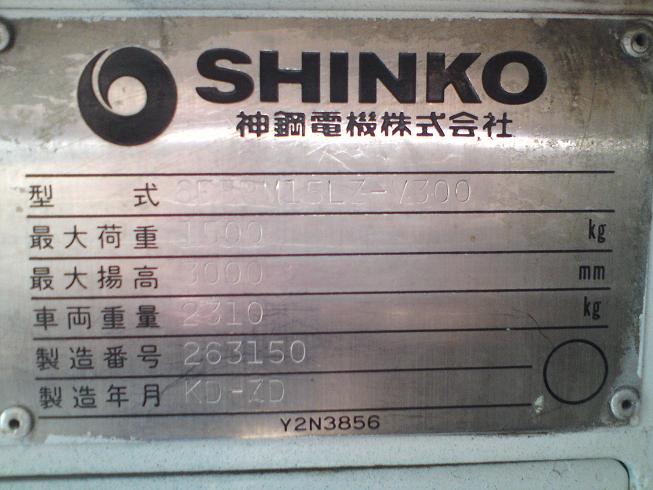 SHINKO
神鋼電機株式会社
型式
最大荷重 1500 kg
最大揚高 3000 mm
車両重量 2310 kg
製造番号 263150
製造年月 KD-ZD
Y2N3856